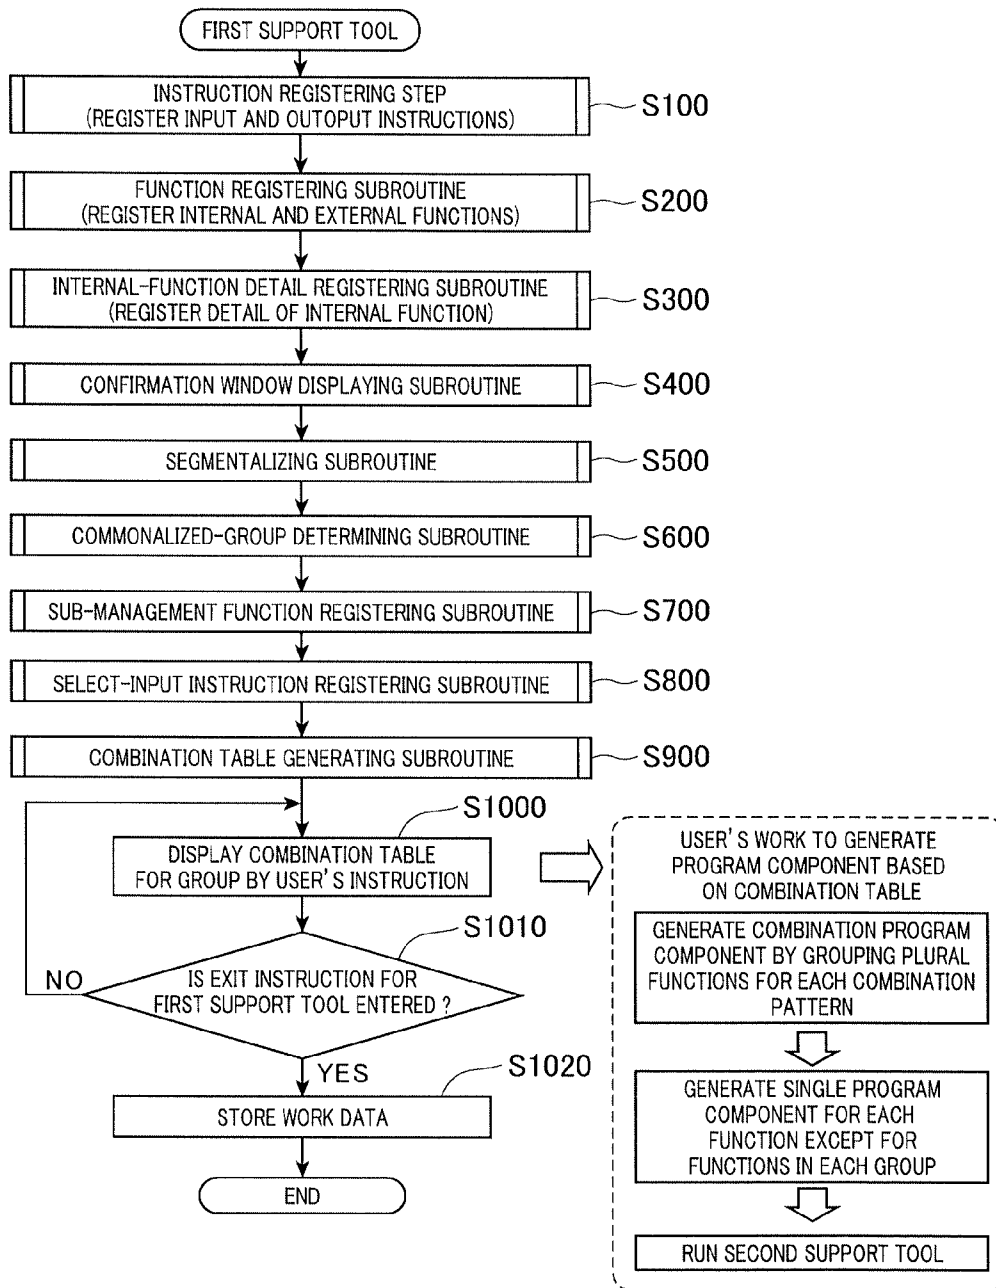 FIRST SUPPORT TOOL
INSTRUCTION REGISTERING STEP
(REGISTER INPUT AND OUTOPUT INSTRUCTIONS)
S100
FUNCTION REGISTERING SUBROUTINE
(REGISTER INTERNAL AND EXTERNAL FUNCTIONS)
S200
INTERNAL-FUNCTION DETAIL REGISTERING SUBROUTINE
(REGISTER DETAIL OF INTERNAL FUNCTION)
S300
CONFIRMATION WINDOW DISPLAYING SUBROUTINE
S400
SEGMENTALIZING SUBROUTINE
S500
COMMONALIZED-GROUP DETERMINING SUBROUTINE
S600
SUB-MANAGEMENT FUNCTION REGISTERING SUBROUTINE
S700
SELECT-INPUT INSTRUCTION REGISTERING SUBROUTINE
S800
COMBINATION TABLE GENERATING SUBROUTINE
S900
S1000
DISPLAY COMBINATION TABLE
FOR GROUP BY USER'S INSTRUCTION
S1010
IS EXIT INSTRUCTION FOR
FIRST SUPPORT TOOL ENTERED ?
NO
YES
S1020
STORE WORK DATA
END
USER'S WORK TO GENERATE
PROGRAM COMPONENT BASED
ON COMBINATION TABLE
GENERATE COMBINATION PROGRAM
COMPONENT BY GROUPING PLURAL
FUNCTIONS FOR EACH COMBINATION
PATTERN
GENERATE SINGLE PROGRAM
COMPONENT FOR EACH
FUNCTION EXCEPT FOR
FUNCTIONS IN EACH GROUP
RUN SECOND SUPPORT TOOL